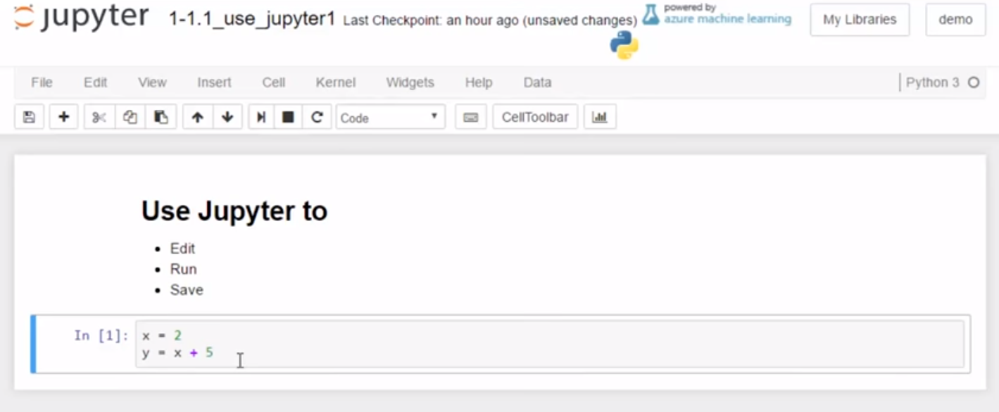 jupyter 1-1.1_use_jupyter1 Last Checkpoint: an hour ago (unsaved changes) powered by
azure machine learning My Libraries demo
File Edit View Insert Cell Kernel Widgets Help Data Python 3
Code CellToolbar
Use Jupyter to
Edit
Run
Save
In [1]: x = 2
y = x + 5